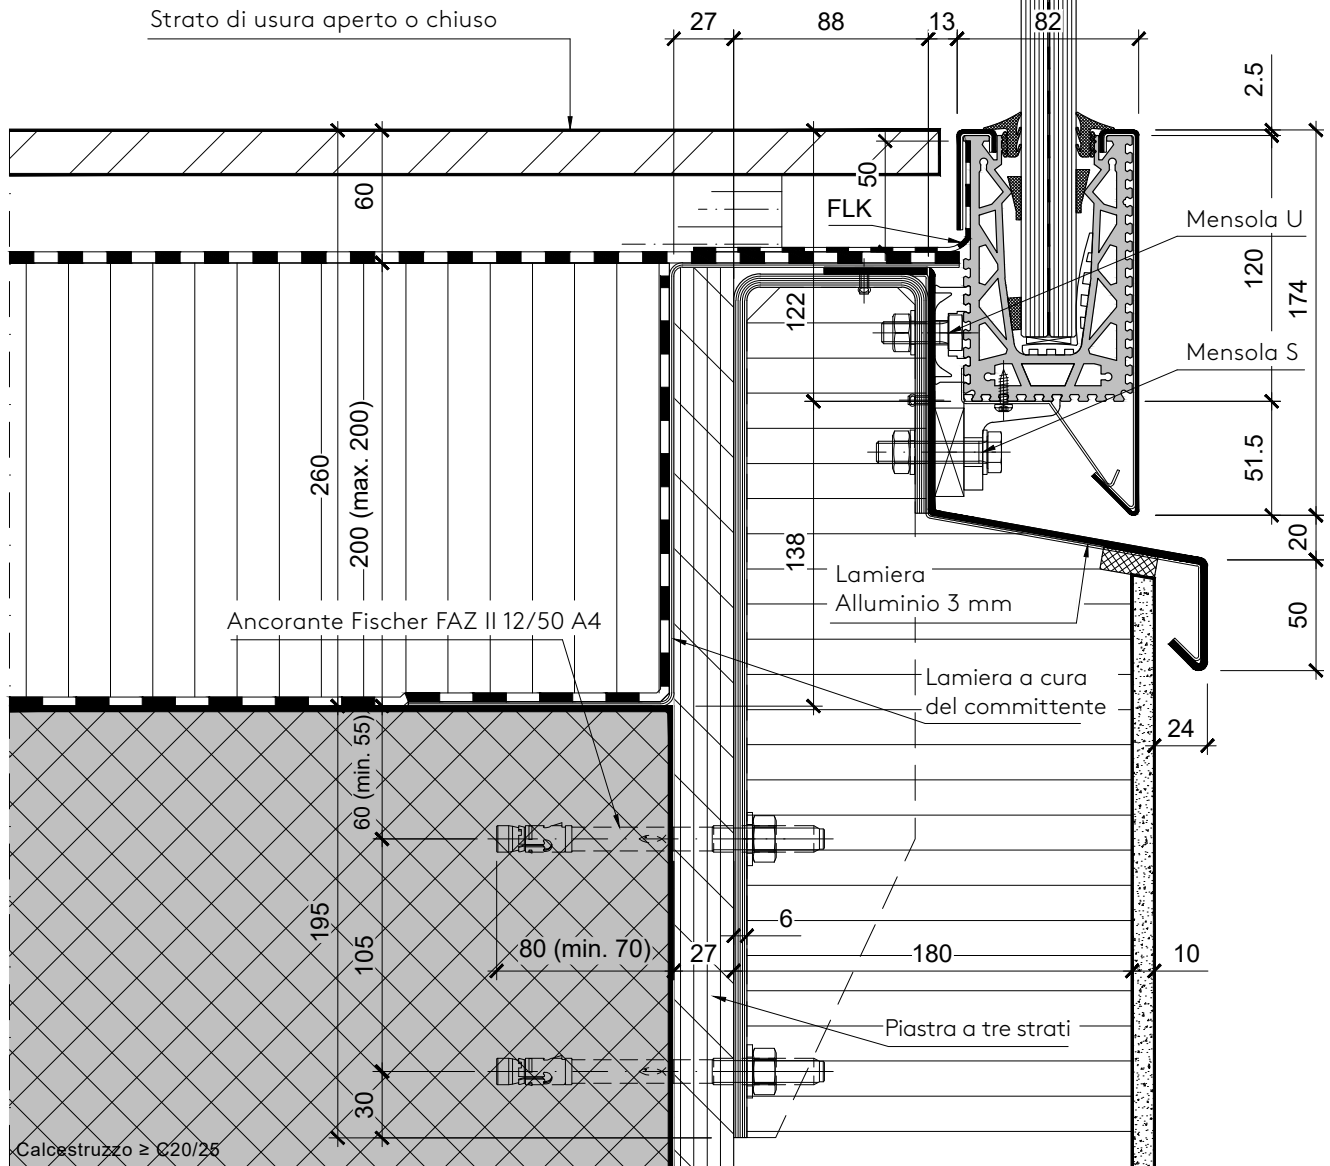 Strato di usura aperto o chiuso
27
88
13
82
2.5
60
50
FLK
Mensola U
120
174
122
Mensola S
260
200 (max. 200)
51.5
20
138
Lamiera
Alluminio 3 mm
50
Ancorante Fischer FAZ II 12/50 A4
Lamiera a cura
del committente
24
60 (min. 55)
195
105
6
80 (min. 70)
27
180
10
Piastra a tre strati
30
Calcestruzzo ≥ C20/25